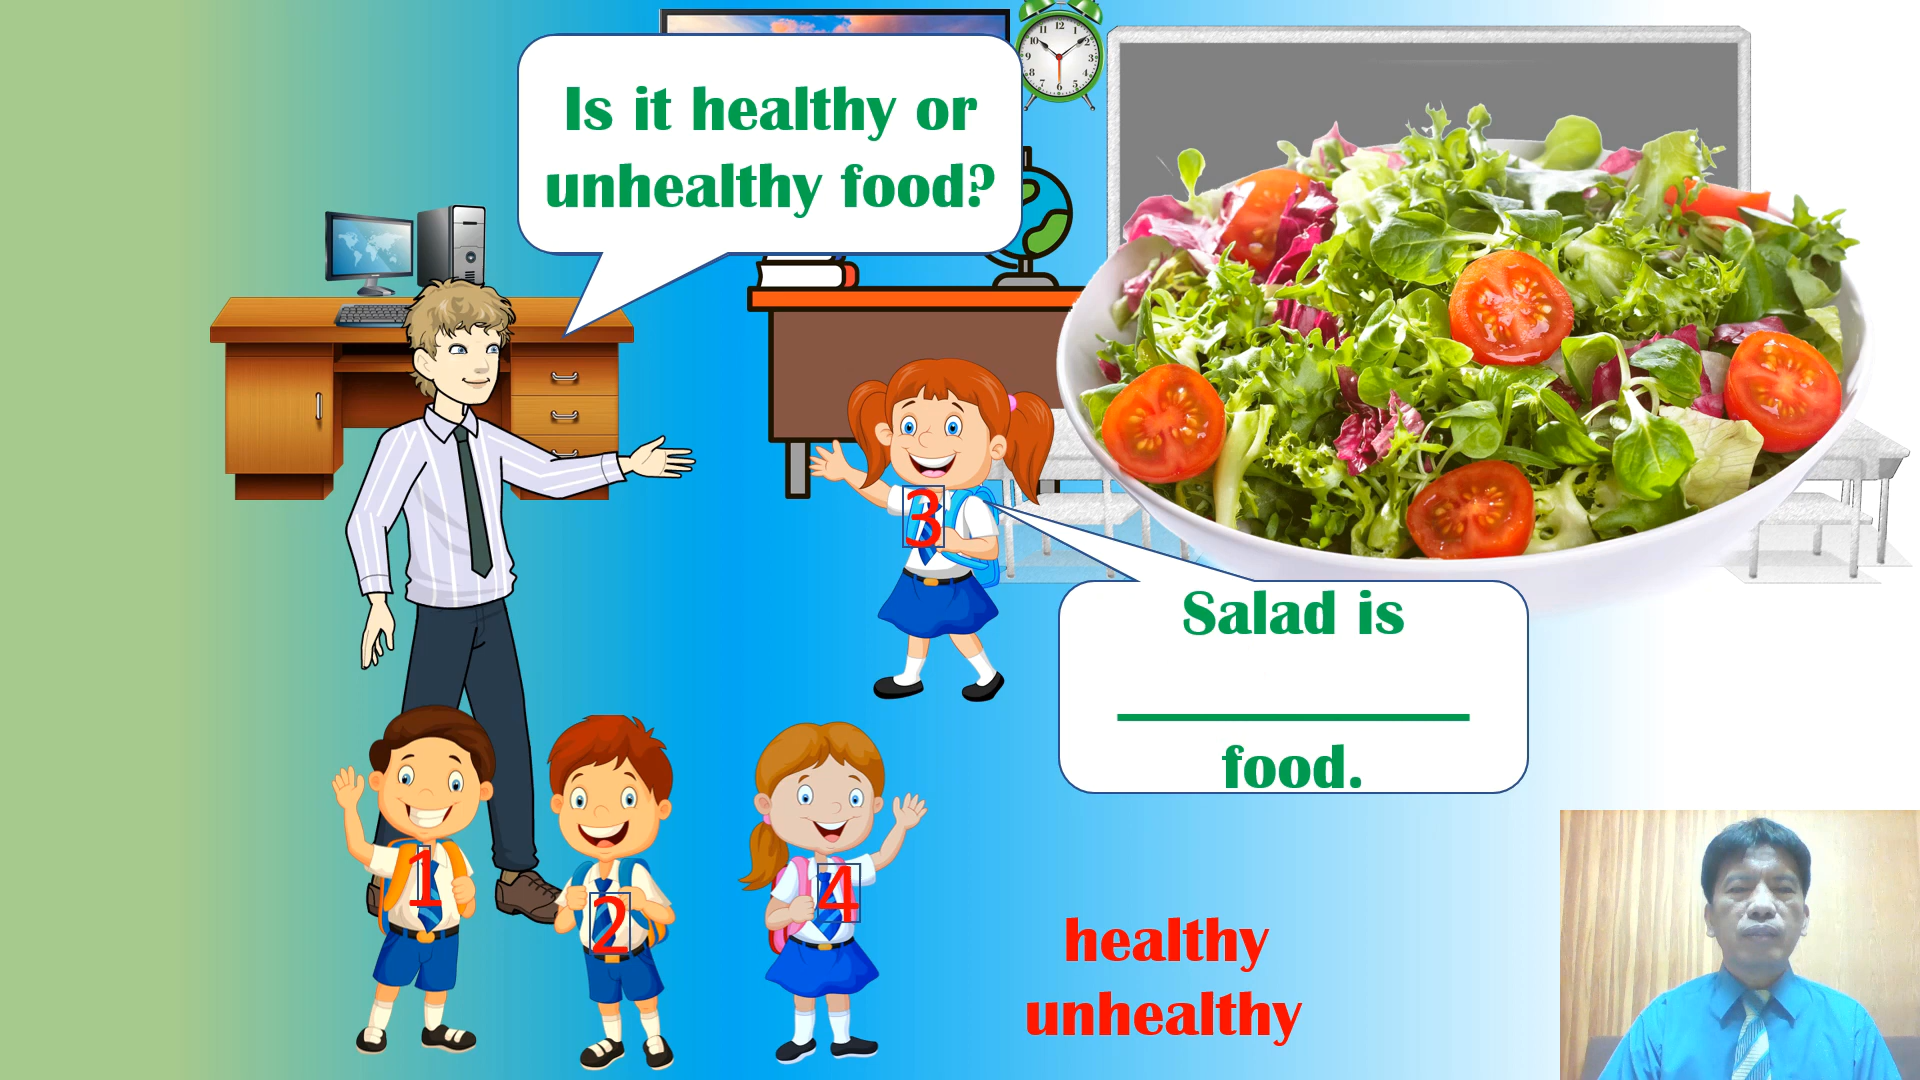 Is it healthy or
unhealthy food?
3
Salad is
food.
1
2
4
healthy
unhealthy